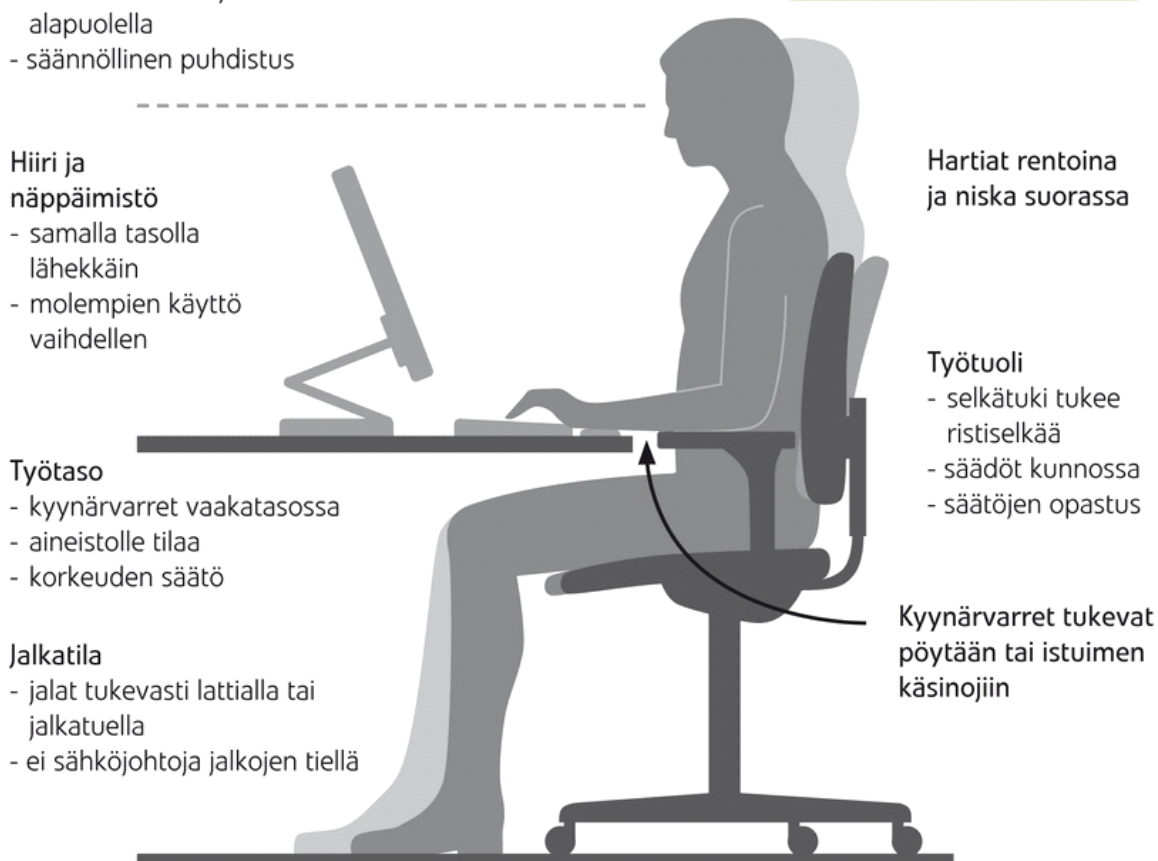 alapuolella
- säännöllinen puhdistus
Hiiri ja
näppäimistö
- samalla tasolla
lähekkäin
- molempien käyttö
vaihdellen
Työtaso
- kyynärvarret vaakatasossa
- aineistolle tilaa
- korkeuden säätö
Jalkatila
- jalat tukevasti lattialla tai
jalkatuella
- ei sähköjohtoja jalkojen tiellä
Hartiat rentoina
ja niska suorassa
Työtuoli
- selkätuki tukee
ristiselkää
- säädöt kunnossa
- säätöjen opastus
Kyynärvarret tukevat
pöytään tai istuimen
käsinojiin